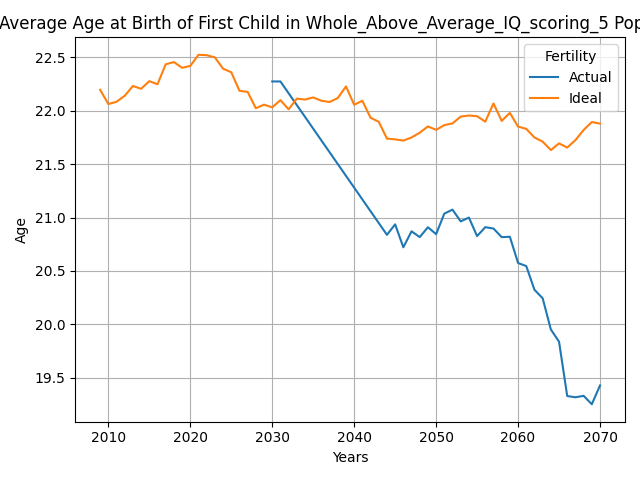 Average Age at Birth of First Child in Whole_Above_Average_IQ_scoring_5 Pop
Fertility
Actual
Ideal
22.5
22.0
21.5
21.0
20.5
20.0
19.5
Age
2010 2020 2030 2040 2050 2060 2070
Years